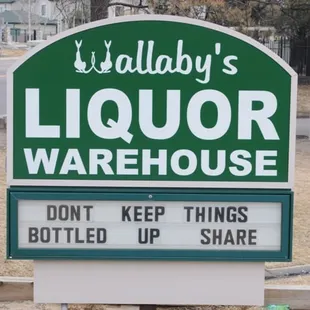 Wallaby's
LIQUOR
WAREHOUSE
DONT KEEP THINGS
BOTTLED UP SHARE